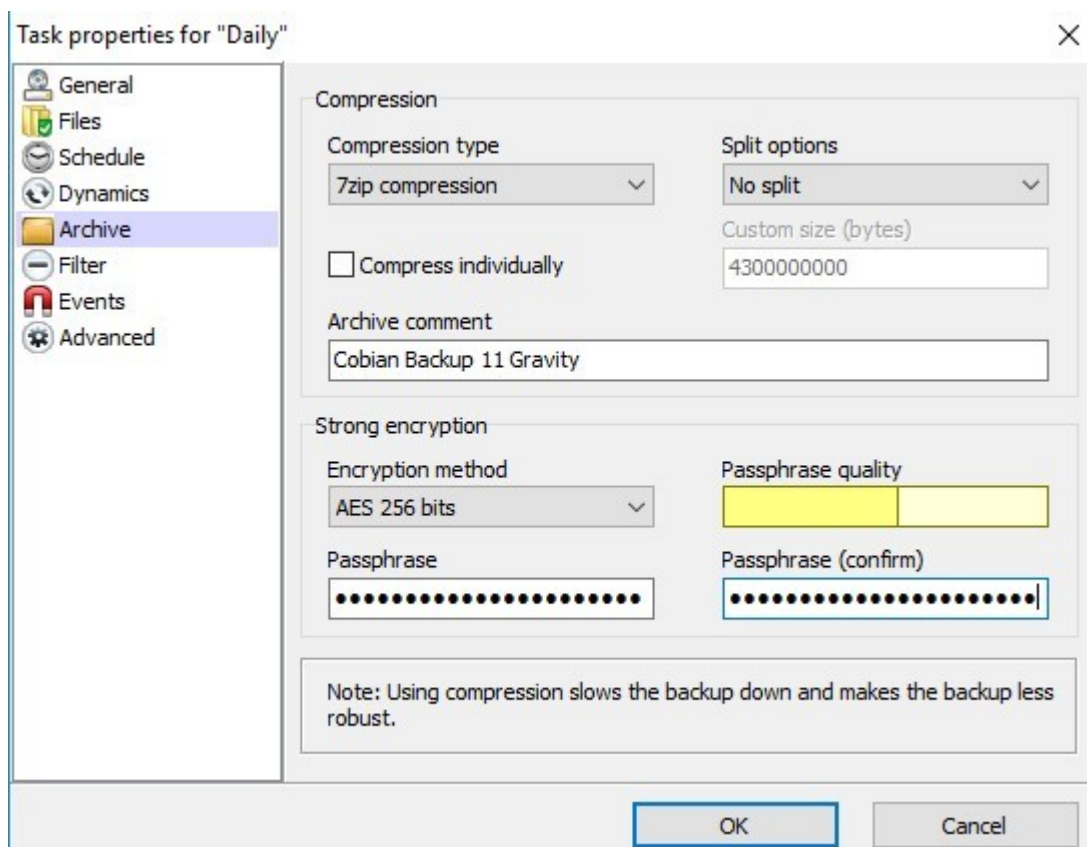 Task properties for "Daily"
General
Files
Schedule
Dynamics
Archive
Filter
Events
Advanced
Compression
Compression type
Split options
7zip compression
No split
Custom size (bytes)
Compress individually
4300000000
Archive comment
Cobian Backup 11 Gravity
Strong encryption
Encryption method
Passphrase quality
AES 256 bits
Passphrase
Passphrase (confirm)
••••••••••••••••••••••
••••••••••••••••••••••
Note: Using compression slows the backup down and makes the backup less
robust.
OK
Cancel